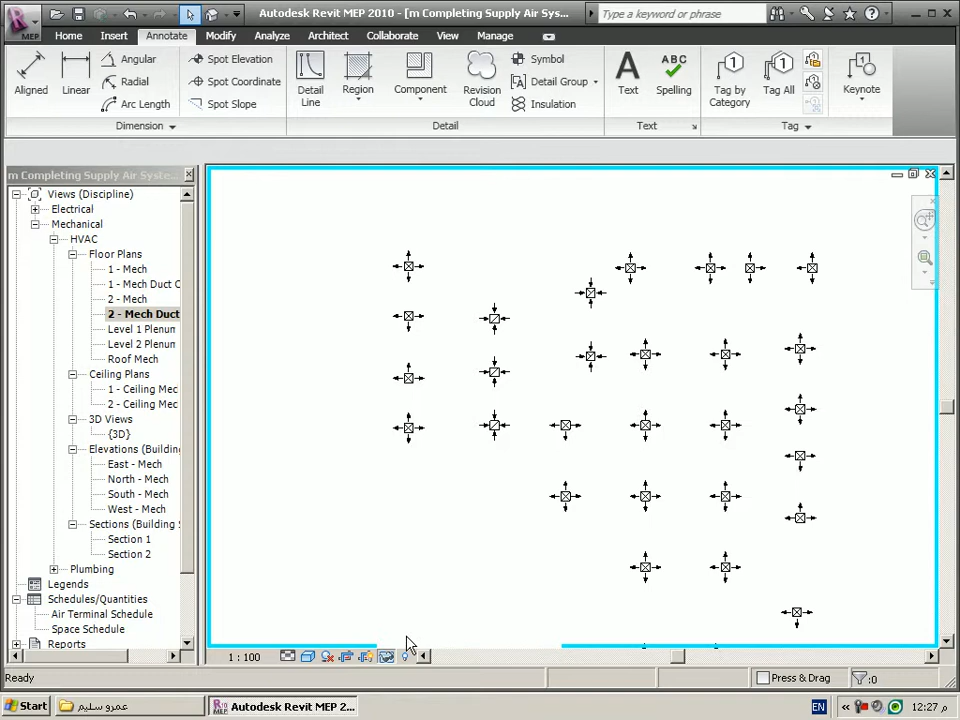 Autodesk Revit MEP 2010 - [m Completing Supply Air Sys...
Type a keyword or phrase
MEP
Home Insert Annotate Modify Analyze Architect Collaborate View Manage
Aligned
Linear
Angular
Radial
Arc Length
Spot Elevation
Spot Coordinate
Spot Slope
Detail Line
Region
Component
Revision Cloud
Symbol
Detail Group
Insulation
Text
ABC
Spelling
1
Tag by Category
1
Tag All
Keynote
Dimension
Detail
Text
Tag
m Completing Supply Air Syste...
Views (Discipline)
Electrical
Mechanical
HVAC
Floor Plans
1 - Mech
1 - Mech Duct C
2 - Mech
2 - Mech Duct
Level 1 Plenum
Level 2 Plenum
Roof Mech
Ceiling Plans
1 - Ceiling Mec
2 - Ceiling Mec
3D Views
{3D}
Elevations (Building
East - Mech
North - Mech
South - Mech
West - Mech
Sections (Building
Section 1
Section 2
Plumbing
Legends
Schedules/Quantities
Air Terminal Schedule
Space Schedule
Reports
1 : 100
Ready
Press & Drag
:0
Start
عمرو سليم
Autodesk Revit MEP 2...
EN
12:27 م